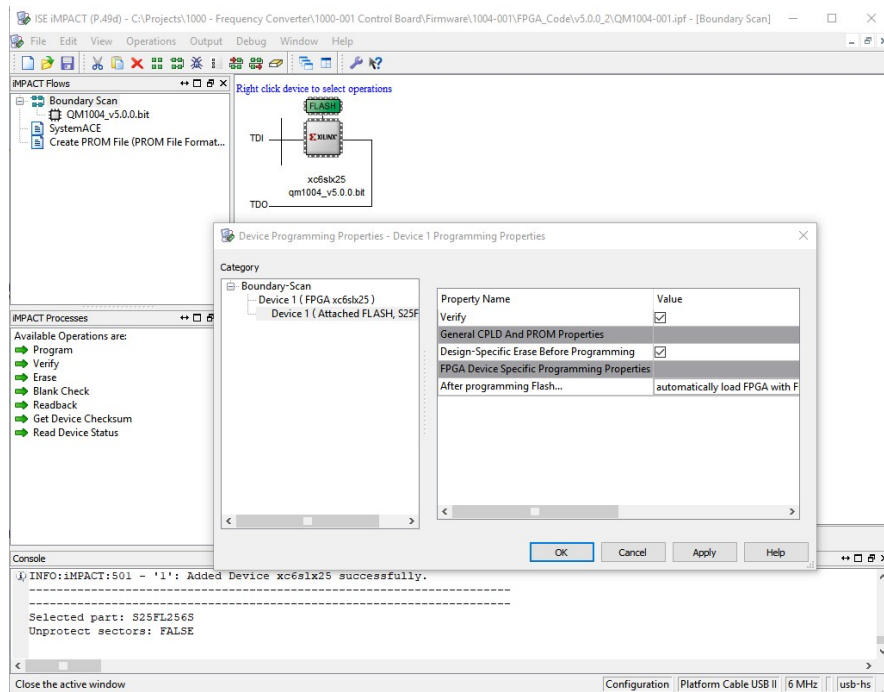 ISE iMPACT (P.49d) - C:\Projects\1000 - Frequency Converter\1000-001 Control Board\Firmware\1004-001\FPGA_Code\v5.0.0_2\QM1004-001.ipf - [Boundary Scan]
File Edit View Operations Output Debug Window Help
iMPACT Flows
Boundary Scan
QM1004_v5.0.0.bit
SystemACE
Create PROM File (PROM File Format...
Right click device to select operations
FLASH
TDI
XILINX
xc6slx25
qm1004_v5.0.0.bit
TDO
iMPACT Processes
Available Operations are:
Program
Verify
Erase
Blank Check
Readback
Get Device Checksum
Read Device Status
Device Programming Properties - Device 1 Programming Properties
Category
Boundary-Scan
Device 1 ( FPGA xc6slx25 )
Device 1 ( Attached FLASH, S25F
Property Name Value
Verify
General CPLD And PROM Properties
Design-Specific Erase Before Programming
FPGA Device Specific Programming Properties
After programming Flash... automatically load FPGA with F
OK Cancel Apply Help
Console
INFO:iMPACT:501 - '1': Added Device xc6slx25 successfully.
----------------------------------------------------------------------
----------------------------------------------------------------------
Selected part: S25FL256S
Unprotect sectors: FALSE
Close the active window
Configuration Platform Cable USB II 6 MHz usb-hs